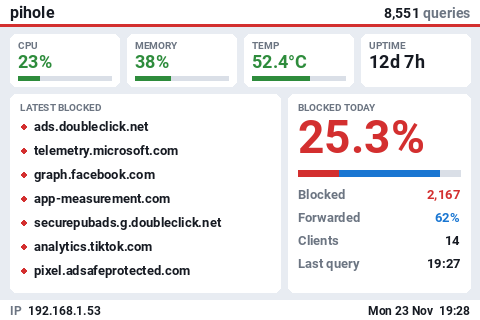 pihole 8,551 queries
CPU MEMORY TEMP UPTIME
23% 38% 52.4°C 12d 7h
LATEST BLOCKED
ads.doubleclick.net
telemetry.microsoft.com
graph.facebook.com
app-measurement.com
securepubads.g.doubleclick.net
analytics.tiktok.com
pixel.adsafeprotected.com
BLOCKED TODAY
25.3%
Blocked 2,167
Forwarded 62%
Clients 14
Last query 19:27
IP 192.168.1.53 Mon 23 Nov 19:28